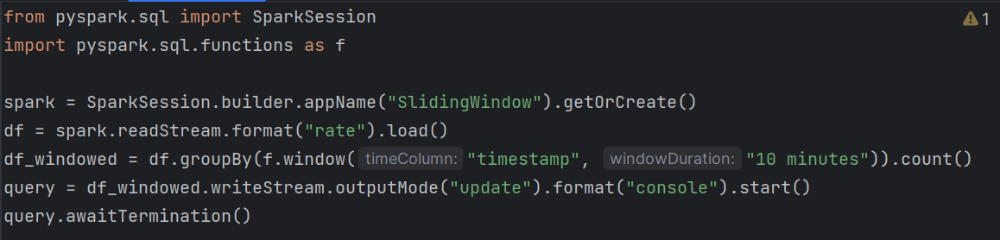 from pyspark.sql import SparkSession 1
import pyspark.sql.functions as f
spark = SparkSession.builder.appName("SlidingWindow").getOrCreate()
df = spark.readStream.format("rate").load()
df_windowed = df.groupBy(f.window( timeColumn: "timestamp", windowDuration: "10 minutes")).count()
query = df_windowed.writeStream.outputMode("update").format("console").start()
query.awaitTermination()